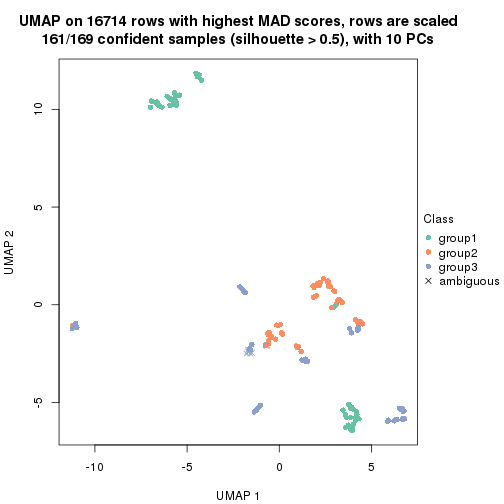 UMAP on 16714 rows with highest MAD scores, rows are scaled
161/169 confident samples (silhouette > 0.5), with 10 PCs
10
5
0
-5
UMAP 2
-10
-5
0
5
UMAP 1
Class
group1
group2
group3
ambiguous